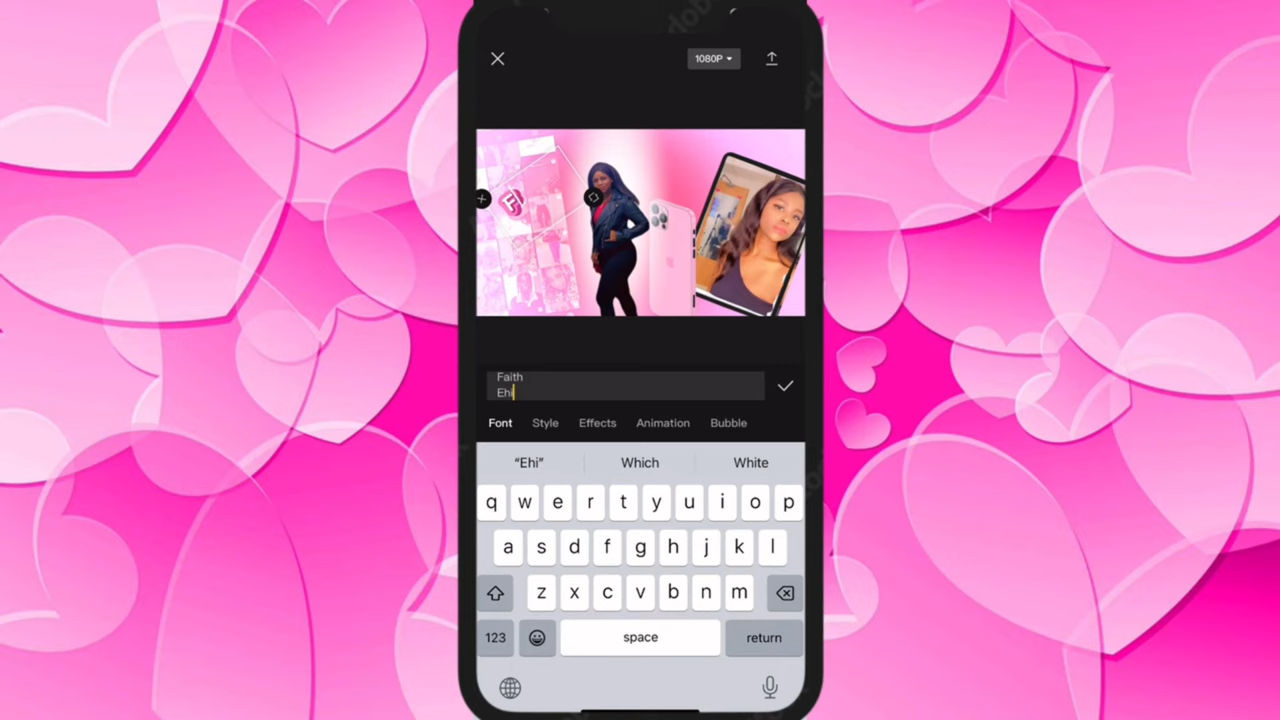 1080P
Faith
Ehi
Font Style Effects Animation Bubble
“Ehi” Which White
q w e r t y u i o p
a s d f g h j k l
z x c v b n m
123 space return